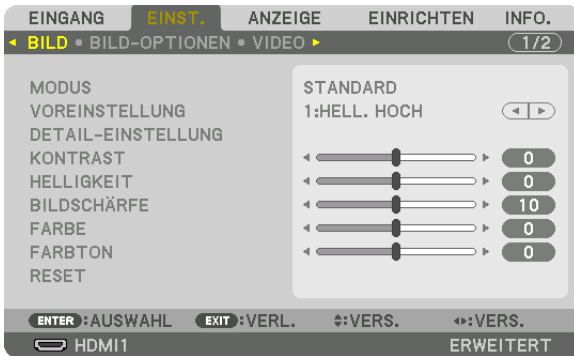 EINGANG EINST. ANZEIGE EINRICHTEN INFO.
BILD • BILD-OPTIONEN • VIDEO 1/2
MODUS STANDARD
VOREINSTELLUNG 1:HELL. HOCH
DETAIL-EINSTELLUNG
KONTRAST 0
HELLIGKEIT 0
BILDSCHÄRFE 10
FARBE 0
FARBTON 0
RESET
ENTER:AUSWAHL EXIT:VERL. :VERS. :VERS.
HDMI1 ERWEITERT